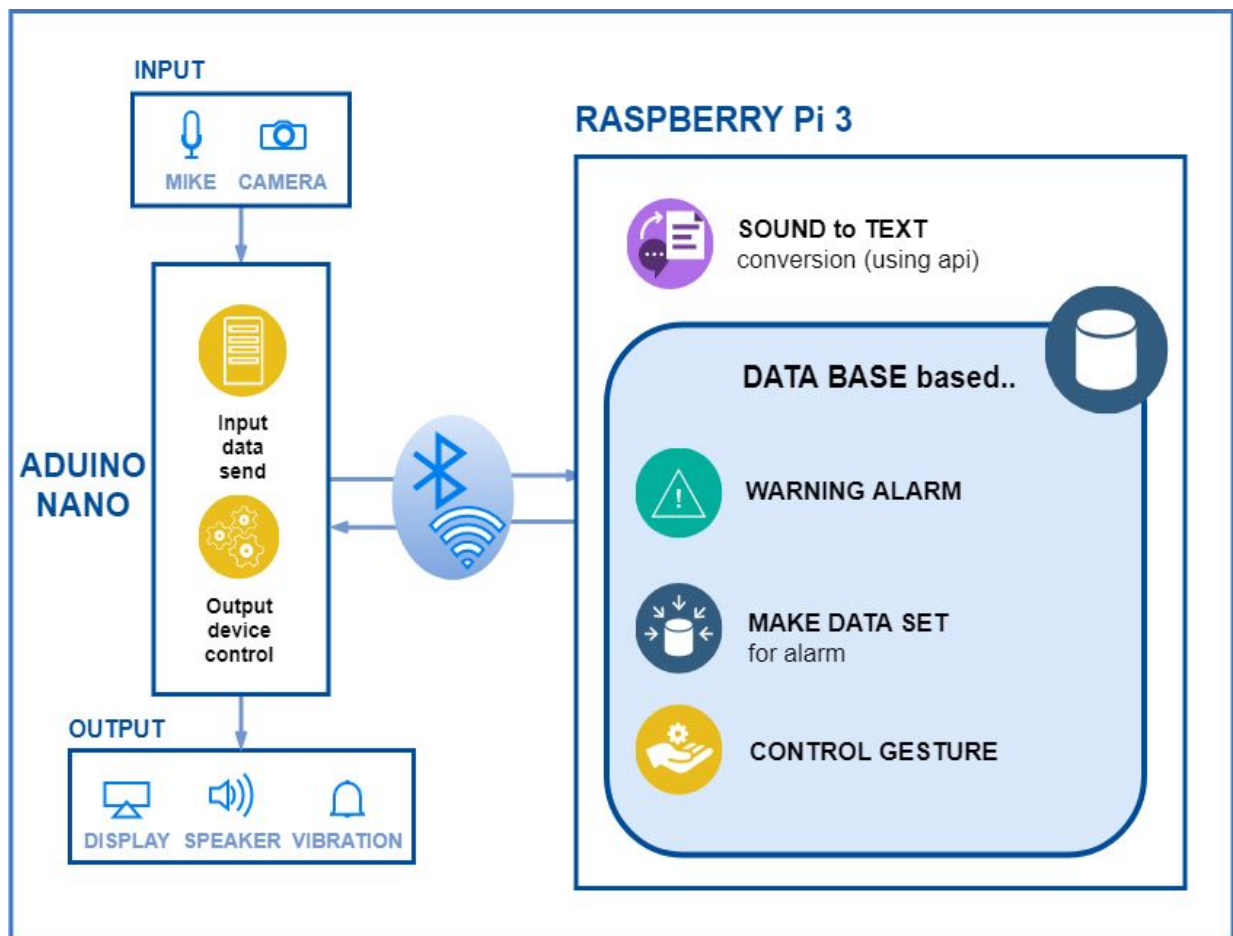 INPUT
MIKE CAMERA
ADUINO
NANO
Input
data
send
Output
device
control
OUTPUT
DISPLAY SPEAKER VIBRATION
RASPBERRY Pi 3
SOUND to TEXT
conversion (using api)
DATA BASE based..
WARNING ALARM
MAKE DATA SET
for alarm
CONTROL GESTURE